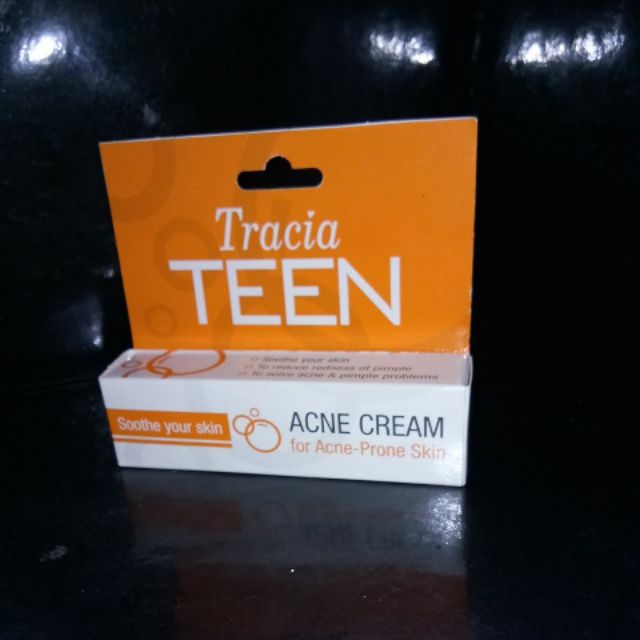 Tracia
TEEN
Soothe your skin
To reduce redness of pimple
To solve acne & pimple problems
Soothe your skin
ACNE CREAM
for Acne-Prone Skin